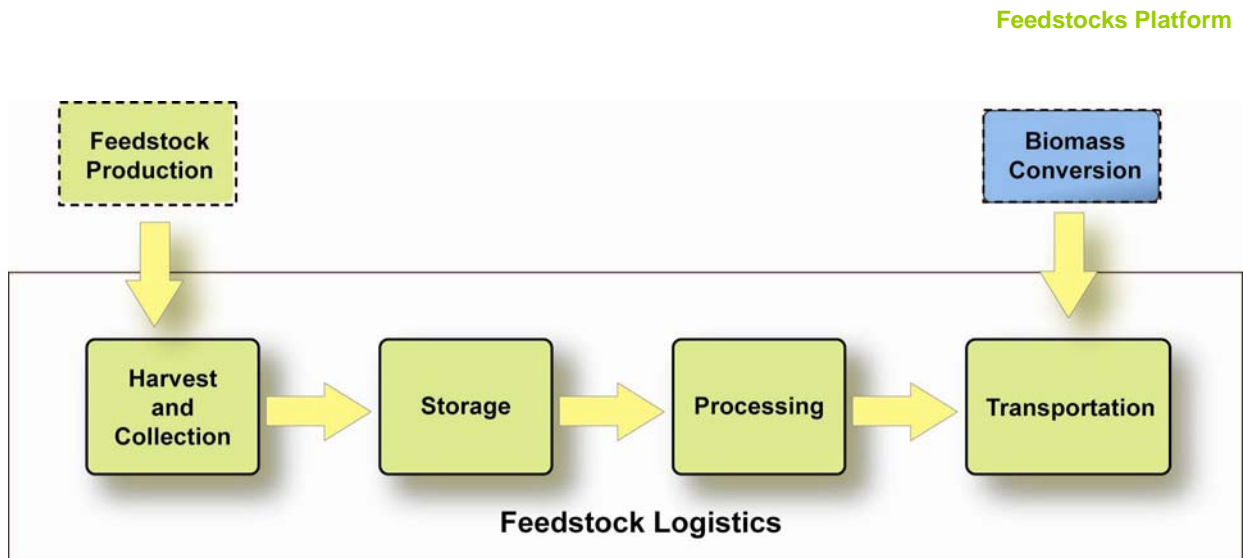 Feedstocks Platform
Feedstock
Production
Biomass
Conversion
Harvest
and
Collection
Storage
Processing
Transportation
Feedstock Logistics